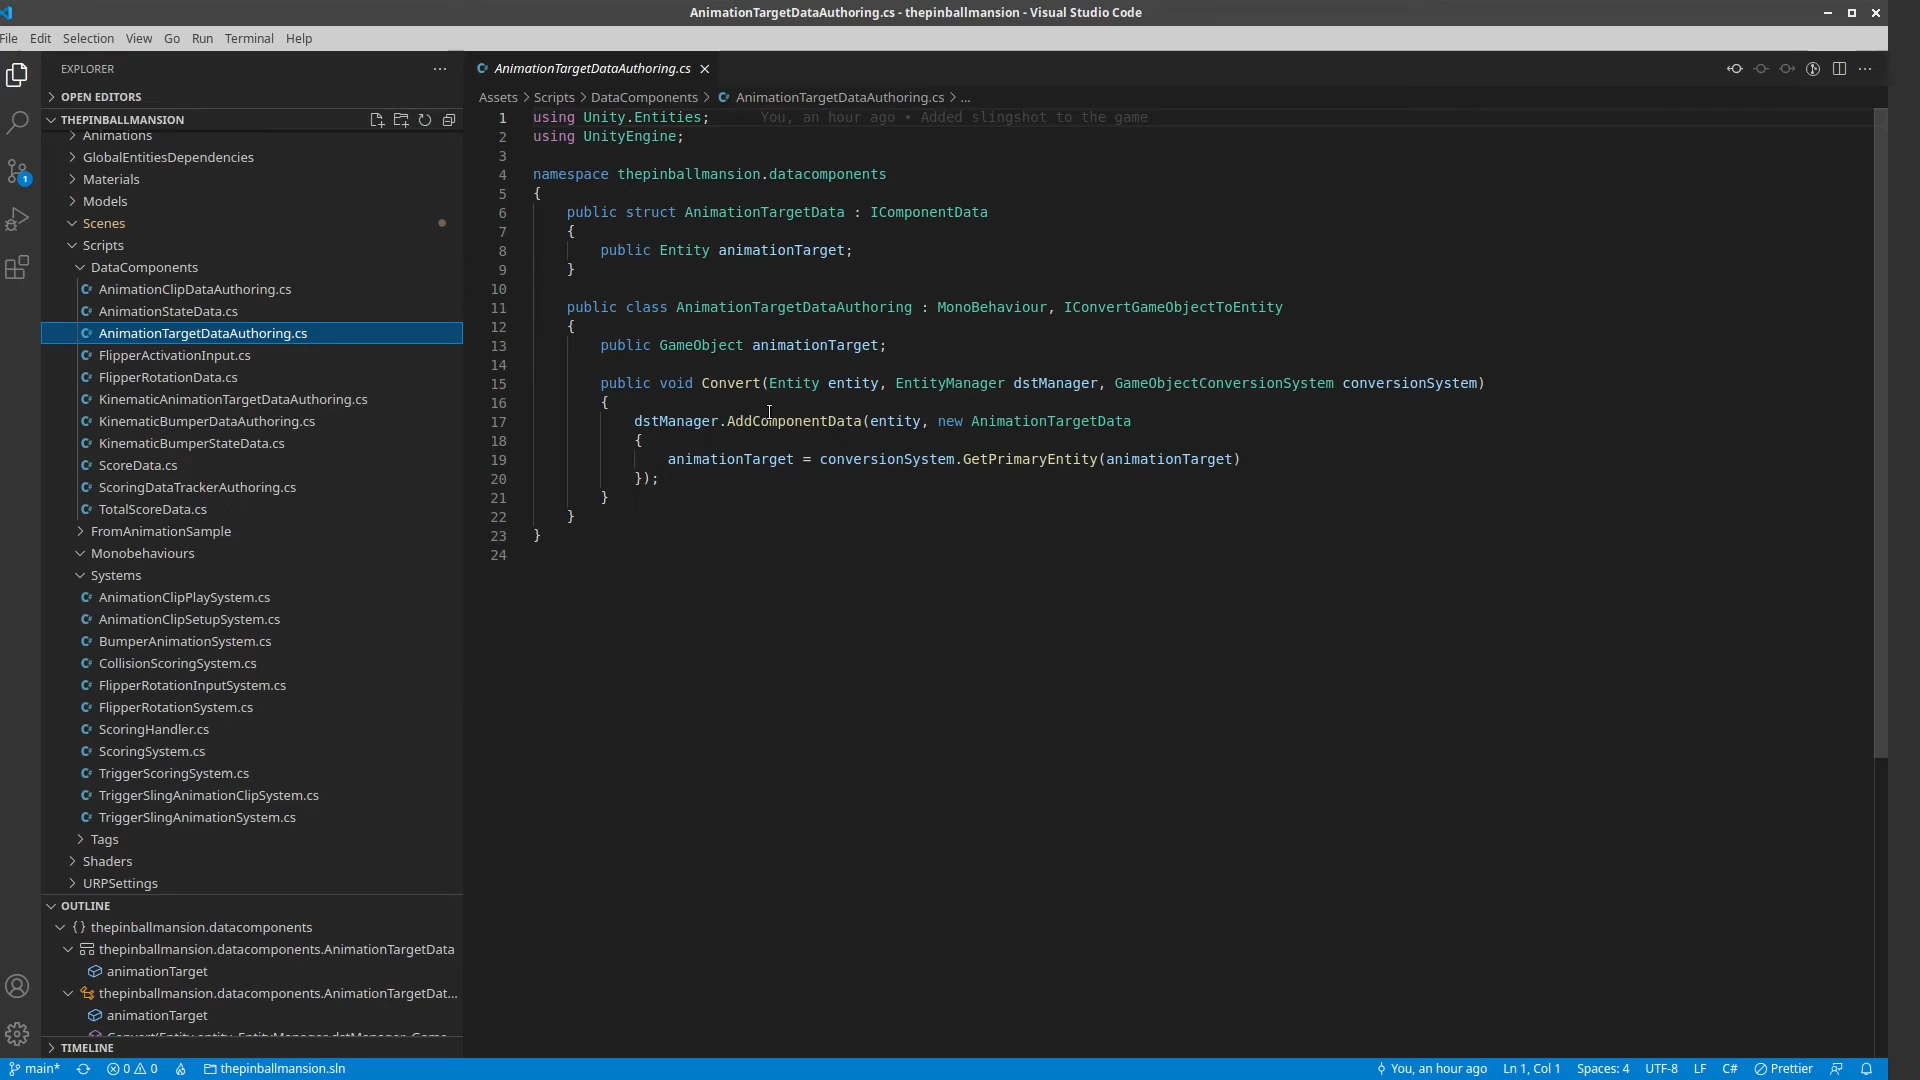 AnimationTargetDataAuthoring.cs - thepinballmansion - Visual Studio Code
File Edit Selection View Go Run Terminal Help
EXPLORER
OPEN EDITORS
THEPINBALLMANSION
Animations
GlobalEntitiesDependencies
Materials
Models
Scenes
Scripts
DataComponents
AnimationClipDataAuthoring.cs
AnimationStateData.cs
AnimationTargetDataAuthoring.cs
FlipperActivationInput.cs
FlipperRotationData.cs
KinematicAnimationTargetDataAuthoring.cs
KinematicBumperDataAuthoring.cs
KinematicBumperStateData.cs
ScoreData.cs
ScoringDataTrackerAuthoring.cs
TotalScoreData.cs
FromAnimationSample
Monobehaviours
Systems
AnimationClipPlaySystem.cs
AnimationClipSetupSystem.cs
BumperAnimationSystem.cs
CollisionScoringSystem.cs
FlipperRotationInputSystem.cs
FlipperRotationSystem.cs
ScoringHandler.cs
ScoringSystem.cs
TriggerScoringSystem.cs
TriggerSlingAnimationClipSystem.cs
TriggerSlingAnimationSystem.cs
Tags
Shaders
URPSettings
OUTLINE
{} thepinballmansion.datacomponents
thepinballmansion.datacomponents.AnimationTargetData
animationTarget
thepinballmansion.datacomponents.AnimationTargetDat...
animationTarget
TIMELINE
1
AnimationTargetDataAuthoring.cs
Assets > Scripts > DataComponents > AnimationTargetDataAuthoring.cs > ...
1 using Unity.Entities; You, an hour ago • Added slingshot to the game
2 using UnityEngine;
3
4 namespace thepinballmansion.datacomponents
5 {
6 public struct AnimationTargetData : IComponentData
7 {
8 public Entity animationTarget;
9 }
10
11 public class AnimationTargetDataAuthoring : MonoBehaviour, IConvertGameObjectToEntity
12 {
13 public GameObject animationTarget;
14
15 public void Convert(Entity entity, EntityManager dstManager, GameObjectConversionSystem conversionSystem)
16 {
17 dstManager.AddComponentData(entity, new AnimationTargetData
18 {
19 animationTarget = conversionSystem.GetPrimaryEntity(animationTarget)
20 });
21 }
22 }
23 }
24
main* 0 0 thepinballmansion.sln You, an hour ago Ln 1, Col 1 Spaces: 4 UTF-8 LF C# Prettier